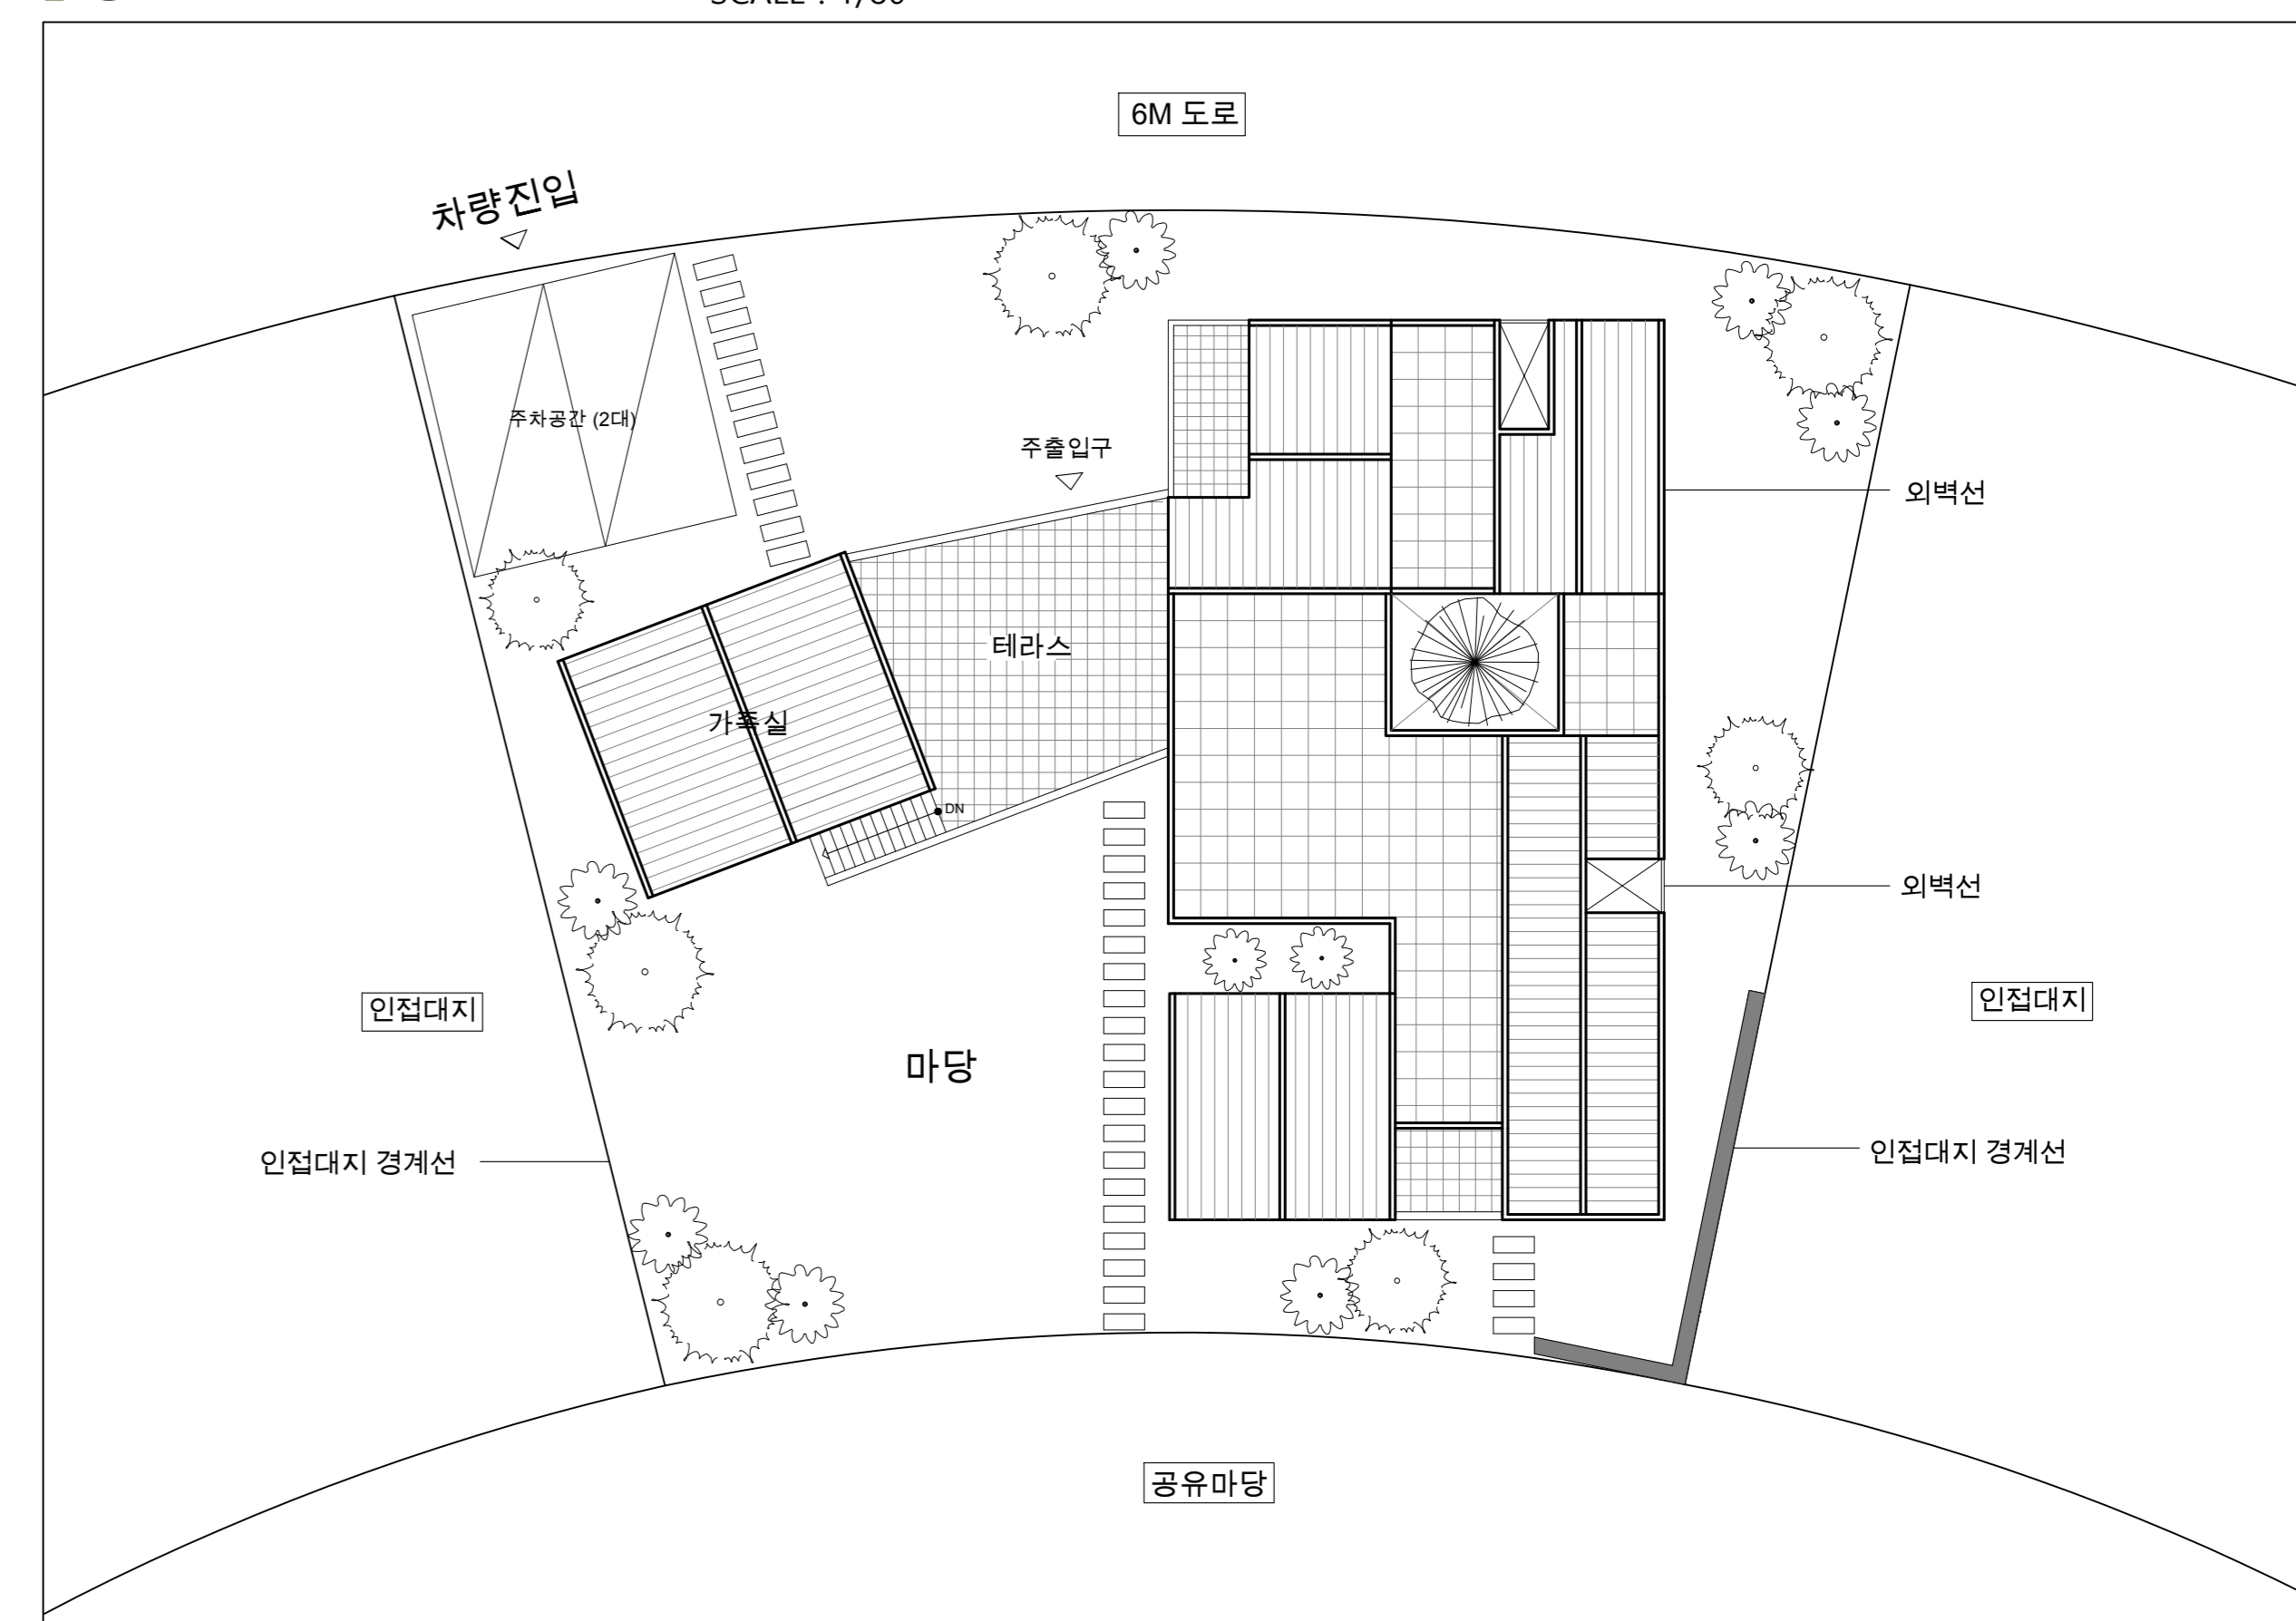 6M 도로
차량진입
주차공간 (2대)
주출입구
외벽선
테라스
가족실
DN
외벽선
인접대지
인접대지
마당
인접대지 경계선
인접대지 경계선
공유마당